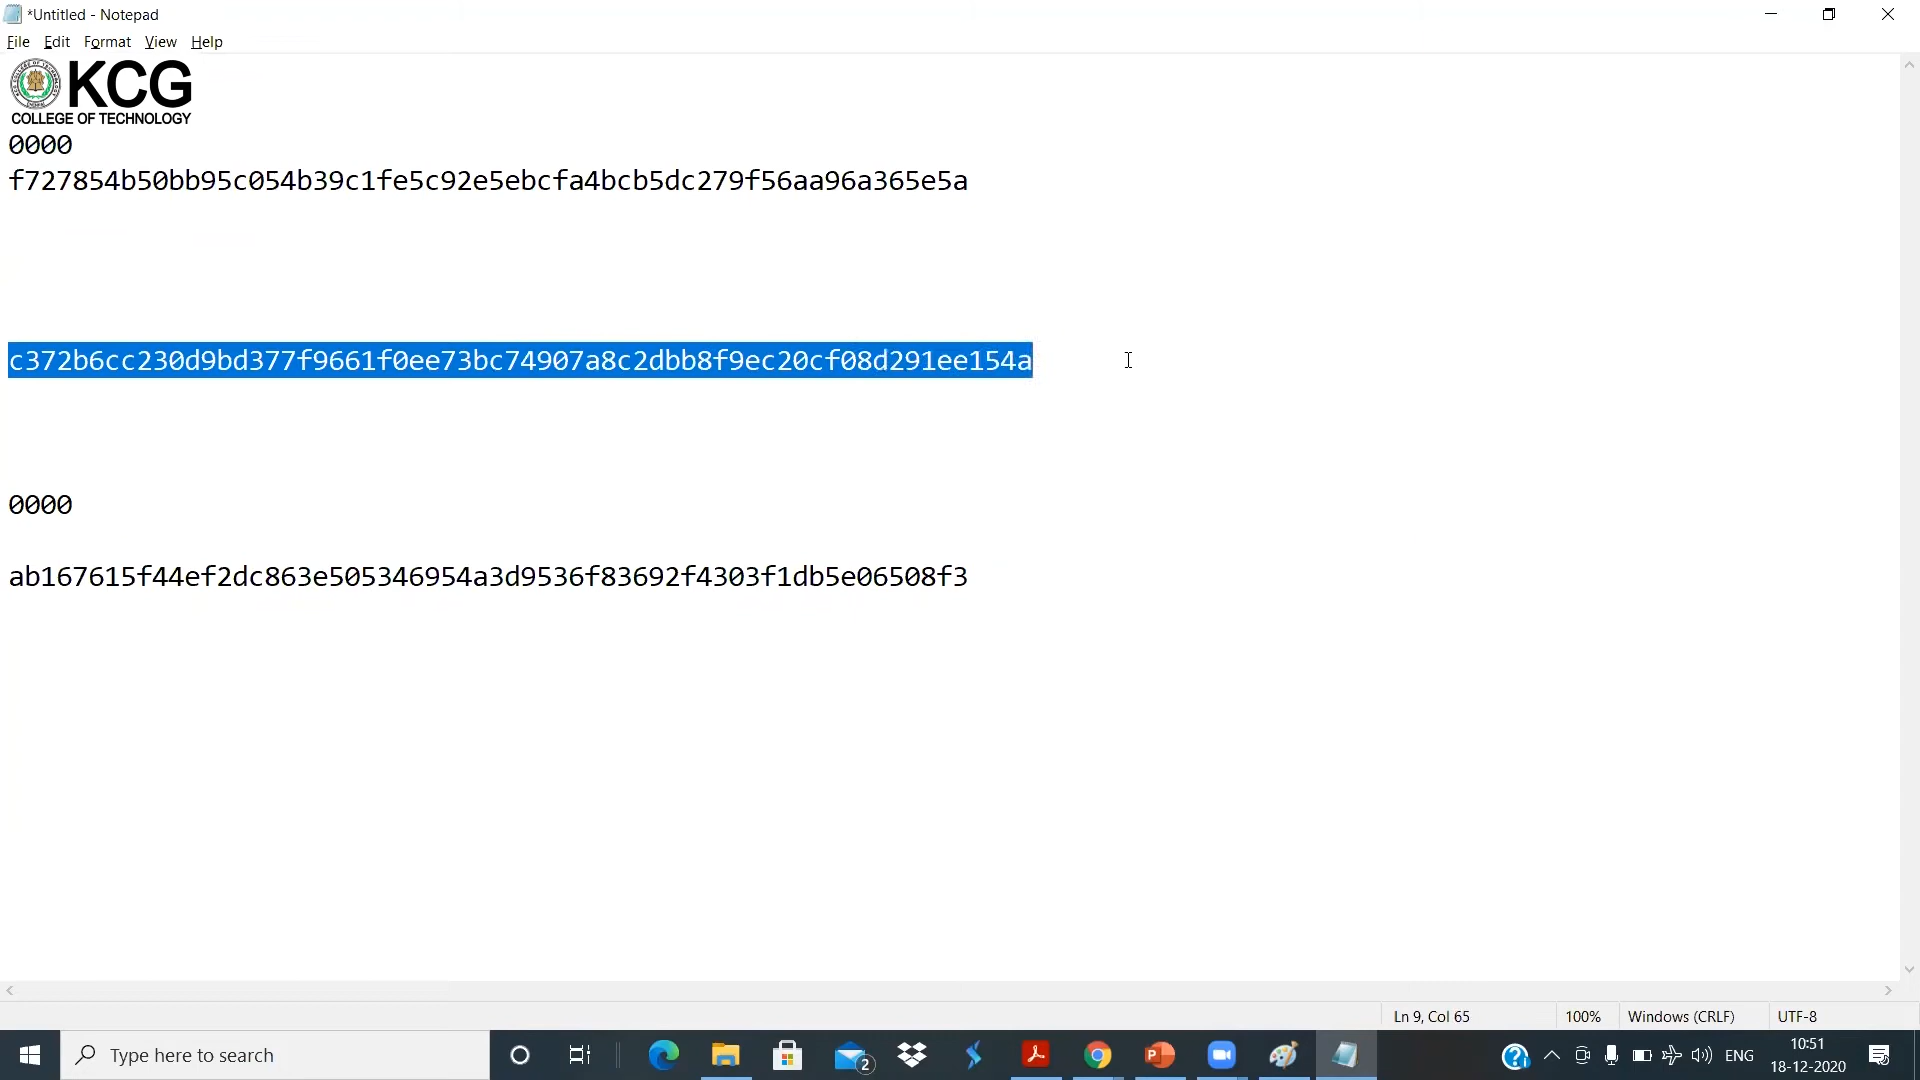 *Untitled - Notepad
File Edit Format View Help
KCG
COLLEGE OF TECHNOLOGY
0000
f727854b50bb95c054b39c1fe5c92e5ebcfa4bcb5dc279f56aa96a365e5a
c372b6cc230d9bd377f9661f0ee73bc74907a8c2dbb8f9ec20cf08d291ee154a
0000
ab167615f44ef2dc863e505346954a3d9536f83692f4303f1db5e06508f3
Ln 9, Col 65 100% Windows (CRLF) UTF-8
Type here to search
2
ENG
10:51
18-12-2020